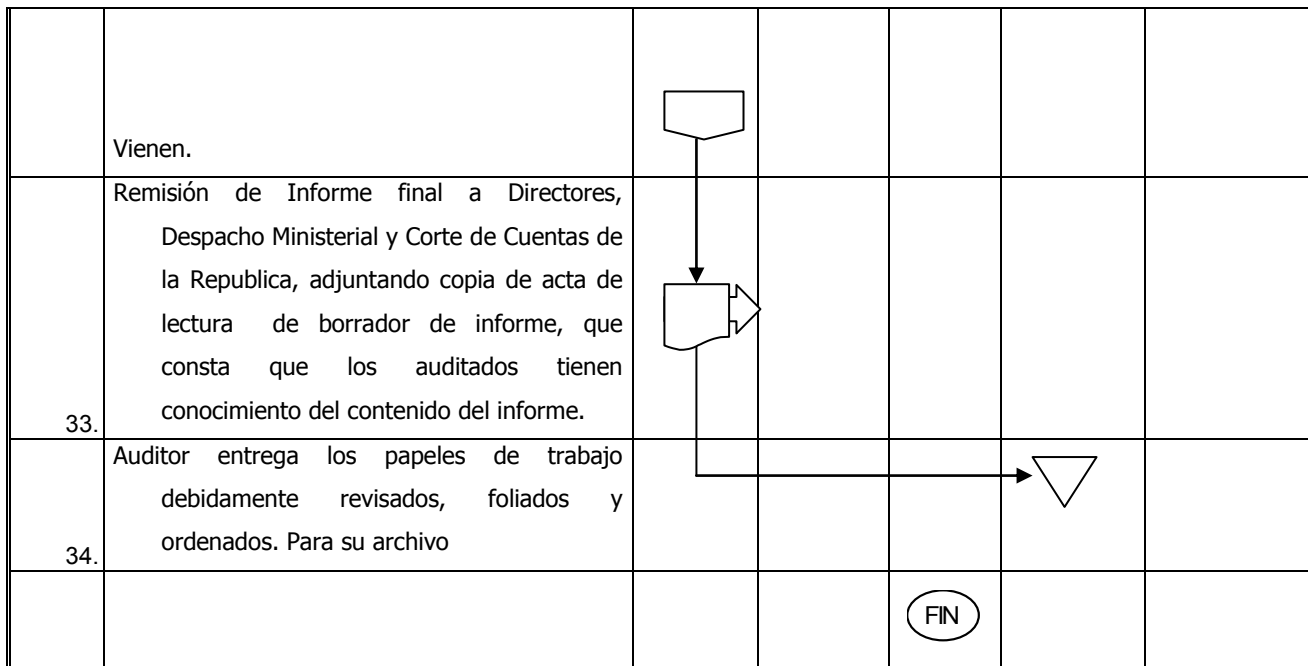 Vienen.
Remisión de Informe final a Directores,
Despacho Ministerial y Corte de Cuentas de
la Republica, adjuntando copia de acta de
lectura de borrador de informe, que
consta que los auditados tienen
33. conocimiento del contenido del informe.
Auditor entrega los papeles de trabajo
debidamente revisados, foliados y
34. ordenados. Para su archivo
FIN